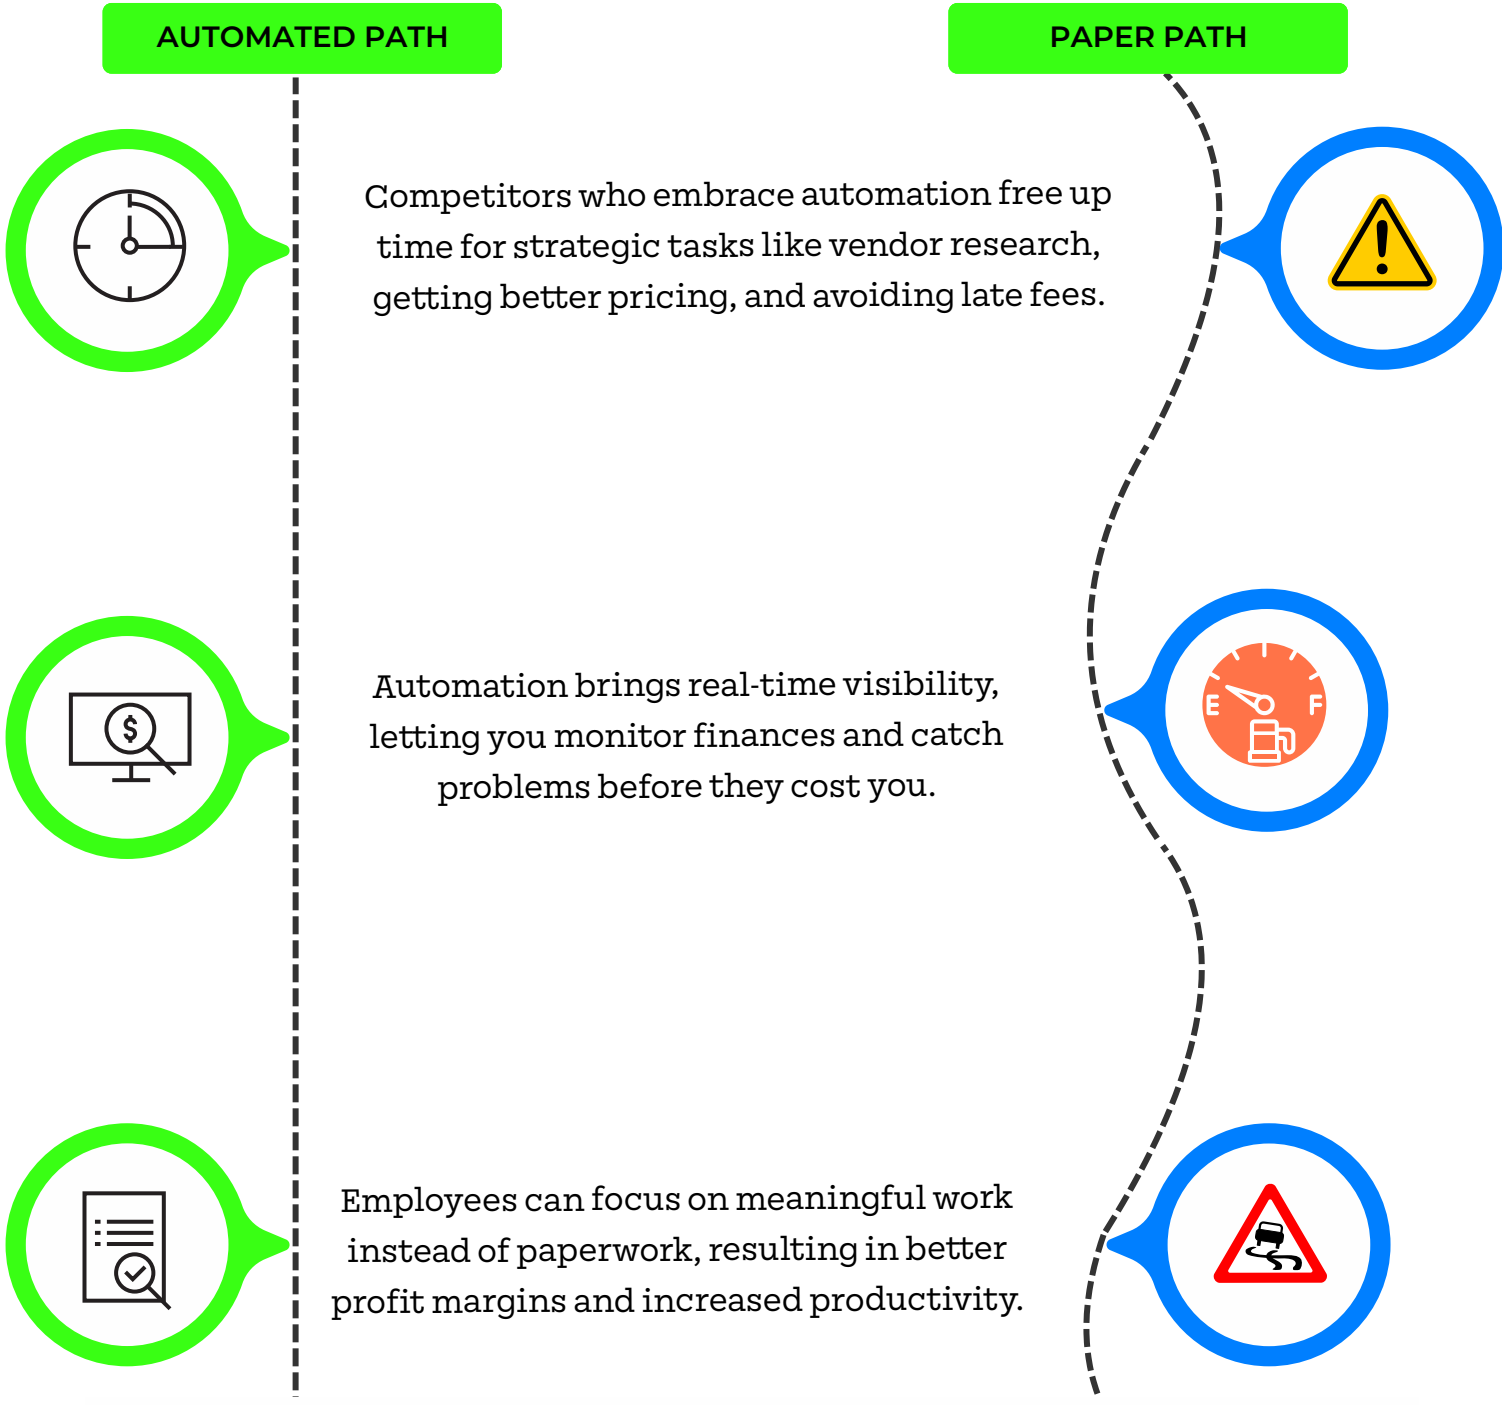 AUTOMATED PATH
PAPER PATH
Competitors who embrace automation free up
time for strategic tasks like vendor research,
getting better pricing, and avoiding late fees.
$
Automation brings real-time visibility,
letting you monitor finances and catch
problems before they cost you.
E F
Employees can focus on meaningful work
instead of paperwork, resulting in better
profit margins and increased productivity.